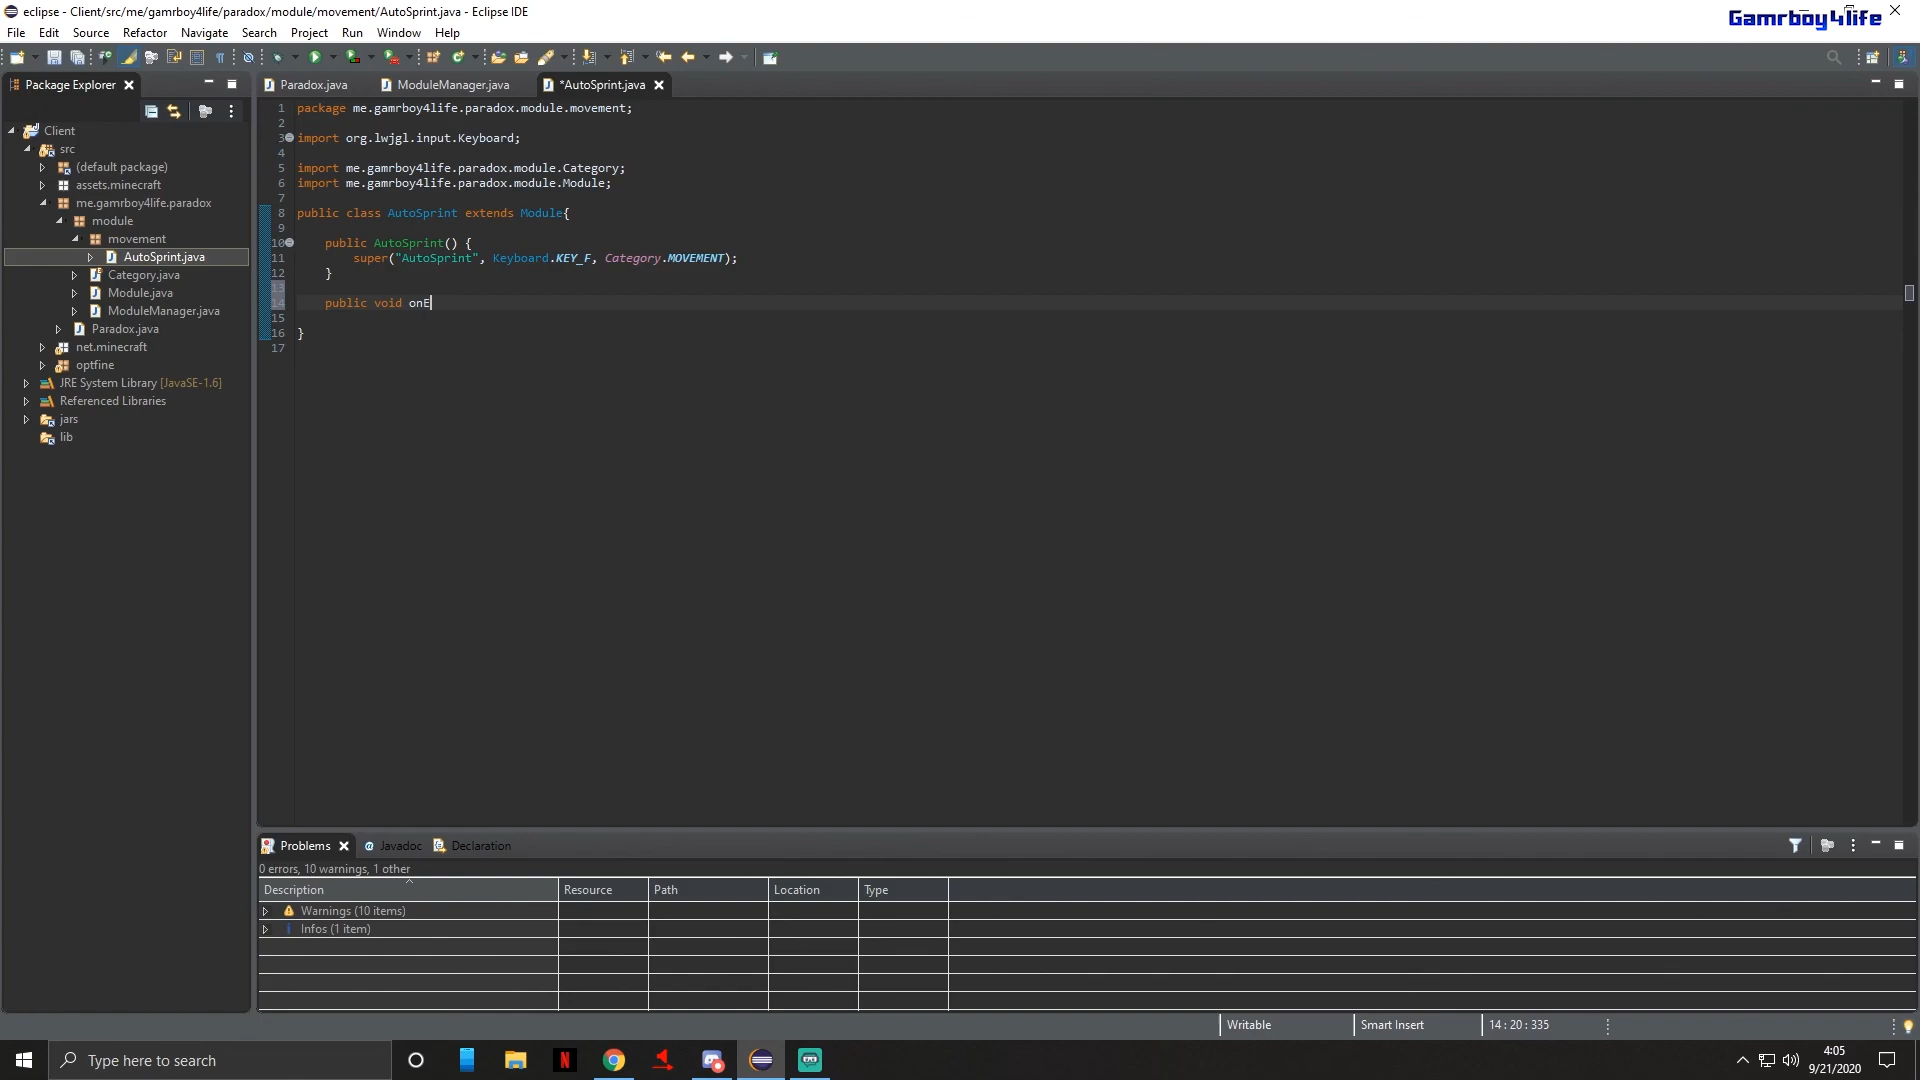 eclipse - Client/src/me/gamrboy4life/paradox/module/movement/AutoSprint.java - Eclipse IDE
Gamrboy4life
File Edit Source Refactor Navigate Search Project Run Window Help
Package Explorer
Paradox.java ModuleManager.java *AutoSprint.java
Client
src
(default package)
assets.minecraft
me.gamrboy4life.paradox
module
movement
AutoSprint.java
Category.java
Module.java
ModuleManager.java
Paradox.java
net.minecraft
optfine
JRE System Library [JavaSE-1.6]
Referenced Libraries
jars
lib
1 package me.gamrboy4life.paradox.module.movement;
2
3 import org.lwjgl.input.Keyboard;
4
5 import me.gamrboy4life.paradox.module.Category;
6 import me.gamrboy4life.paradox.module.Module;
7
8 public class AutoSprint extends Module{
9
10 public AutoSprint() {
11 super("AutoSprint", Keyboard.KEY_F, Category.MOVEMENT);
12 }
13
14 public void onE
15
16 }
17
Problems Javadoc Declaration
0 errors, 10 warnings, 1 other
Description Resource Path Location Type
Warnings (10 items)
Infos (1 item)
Writable Smart Insert 14 : 20 : 335
Type here to search
4:05
9/21/2020